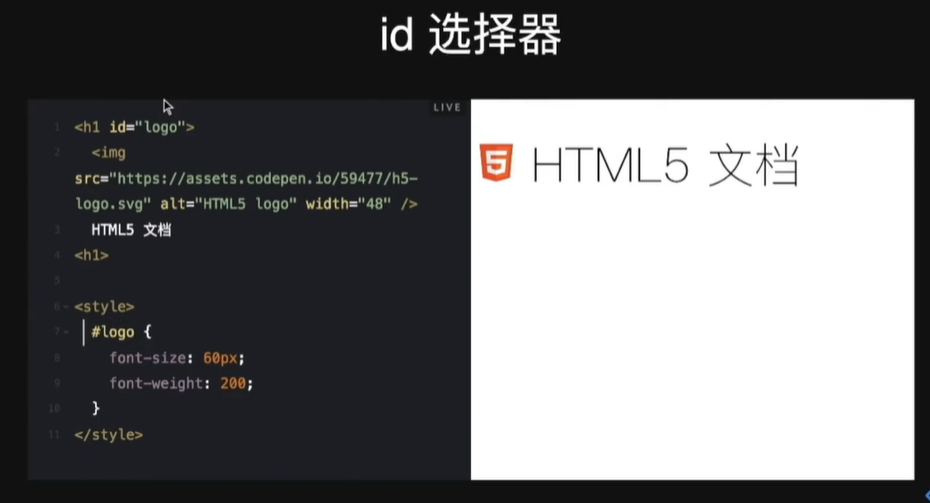 id 选择器
LIVE
1 <h1 id="logo">
2 <img
src="https://assets.codepen.io/59477/h5-
logo.svg" alt="HTML5 logo" width="48" />
3 HTML5 文档
4 <h1>
5
6 <style>
7 #logo {
8 font-size: 60px;
9 font-weight: 200;
10 }
11 </style>
5 HTML5 文档